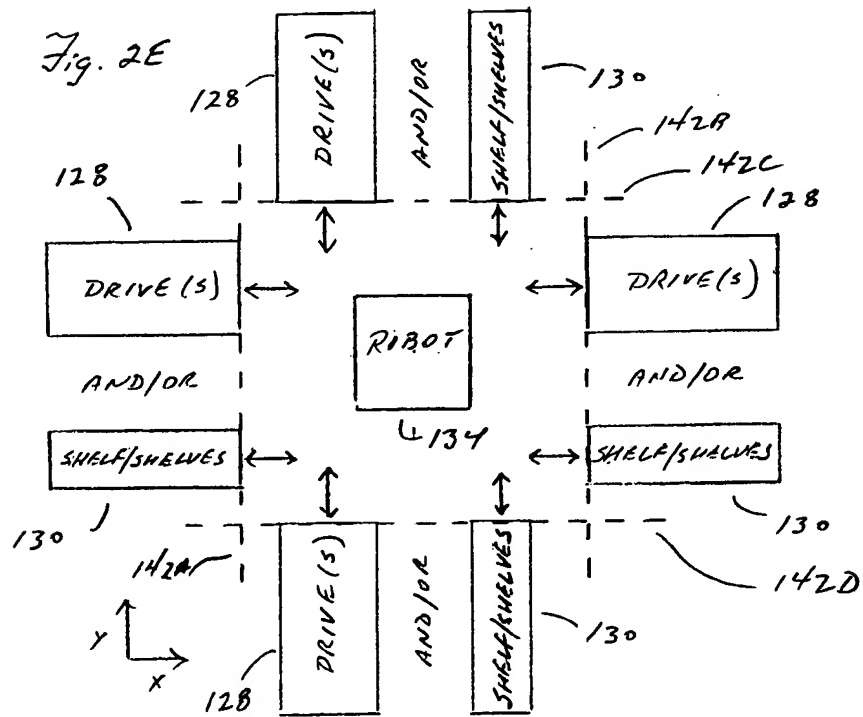 Fig. 2E
128
DRIVE(S)
AND/OR
SHELF/SHELVES
130
142B
142C
128
DRIVE(S)
128
DRIVE(S)
ROBOT
134
AND/OR
AND/OR
SHELF/SHELVES
SHELF/SHELVES
130
130
142A
142D
DRIVE(S)
AND/OR
SHELF/SHELVES
130
128
Y
X